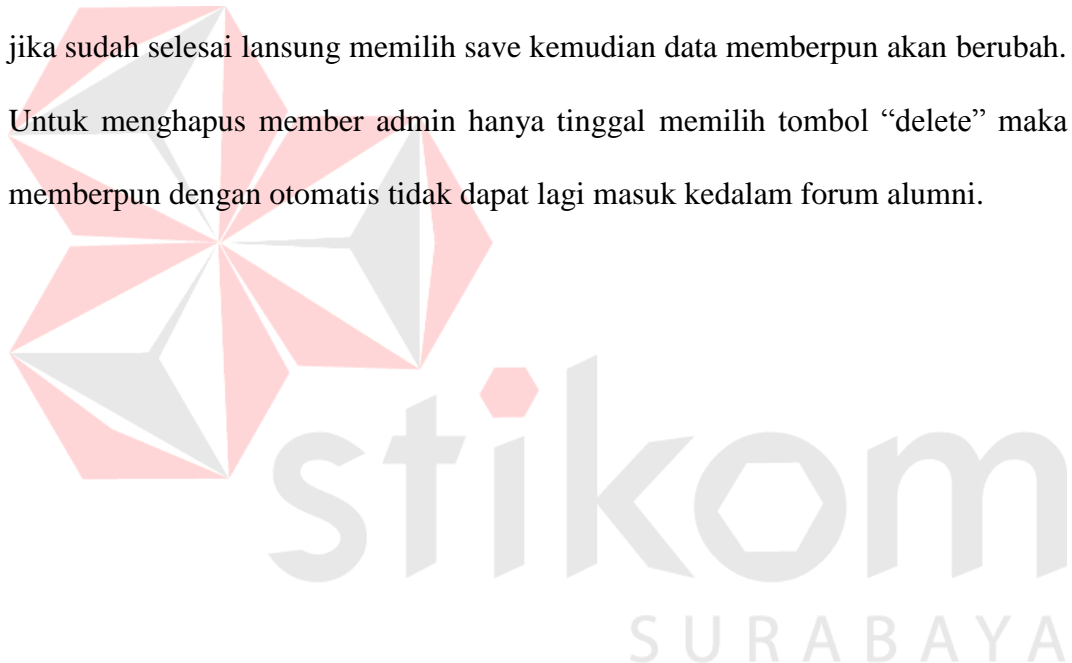 jika sudah selesai lansung memilih save kemudian data memberpun akan berubah.
Untuk menghapus member admin hanya tinggal memilih tombol “delete” maka
memberpun dengan otomatis tidak dapat lagi masuk kedalam forum alumni.
stikom
SURABAYA